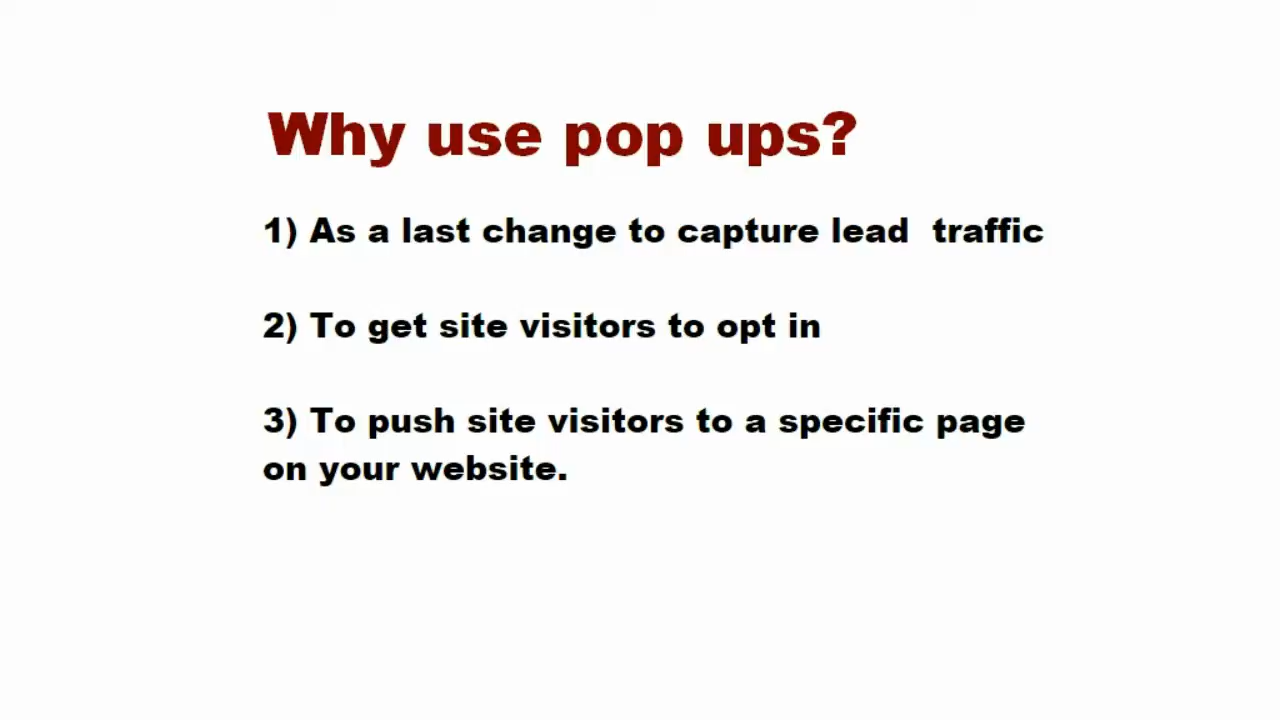 Why use pop ups?
1) As a last change to capture lead  traffic
2) To get site visitors to opt in
3) To push site visitors to a specific page
on your website.